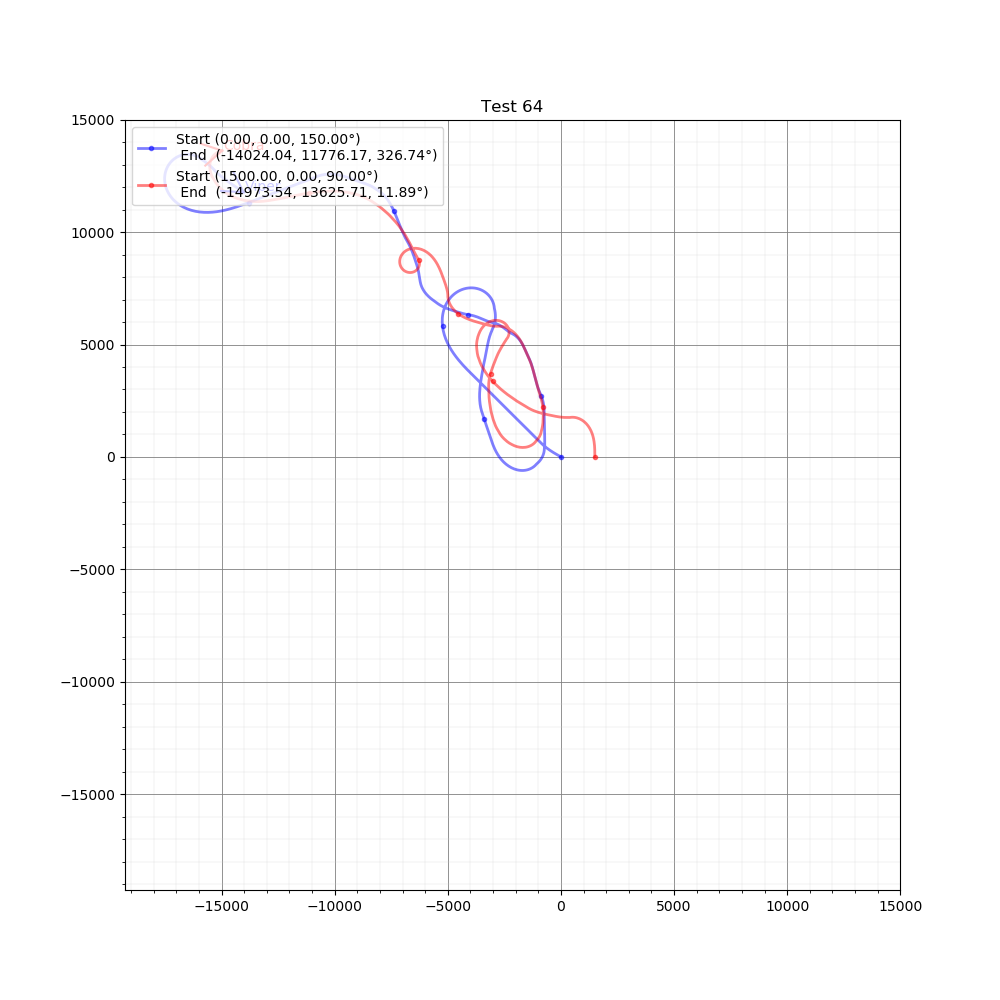 Test 64
Start (0.00, 0.00, 150.00°)
End (-14024.04, 11776.17, 326.74°)
Start (1500.00, 0.00, 90.00°)
End (-14973.54, 13625.71, 11.89°)
15000
10000
5000
0
−5000
−10000
−15000
−15000 −10000 −5000 0 5000 10000 15000